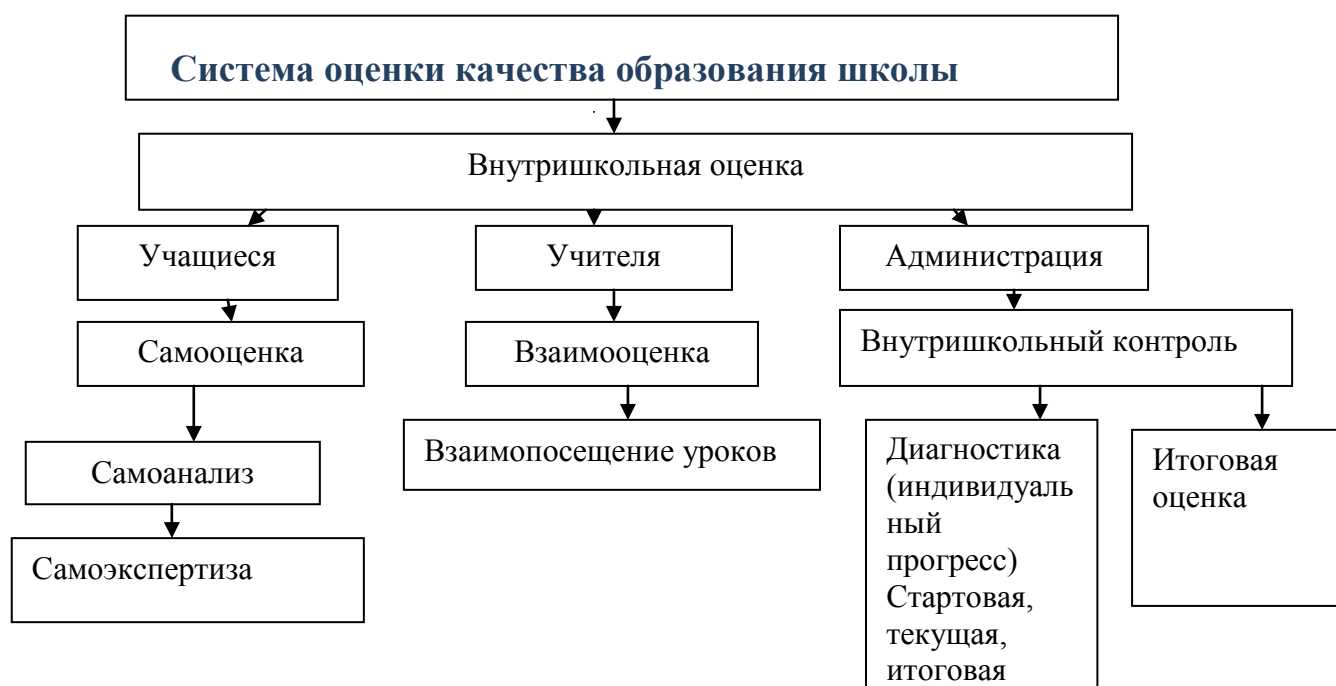 Система оценки качества образования школы
Внутришкольная оценка
Учащиеся
Учителя
Администрация
Самооценка
Взаимооценка
Внутришкольный контроль
Самоанализ
Взаимопосещение уроков
Диагностика
(индивидуаль
ный
прогресс)
Стартовая,
текущая,
итоговая
Итоговая
оценка
Самоэкспертиза